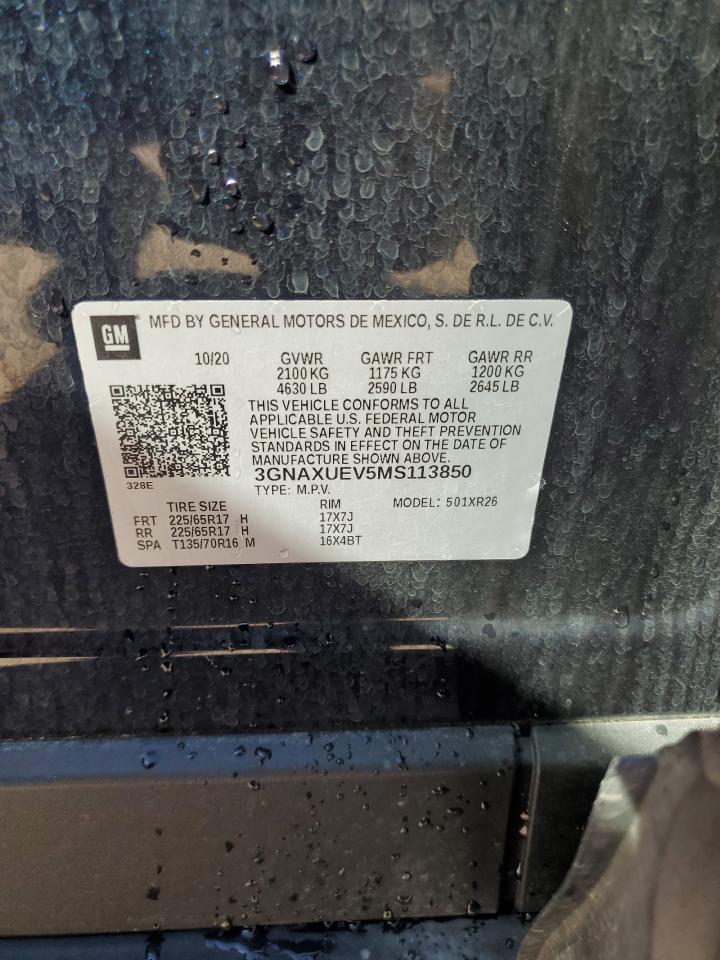 GM MFD BY GENERAL MOTORS DE MEXICO, S. DE R.L. DE C.V.
10/20 GVWR GAWR FRT GAWR RR
2100 KG 1175 KG 1200 KG
4630 LB 2590 LB 2645 LB
THIS VEHICLE CONFORMS TO ALL
APPLICABLE U.S. FEDERAL MOTOR
VEHICLE SAFETY AND THEFT PREVENTION
STANDARDS IN EFFECT ON THE DATE OF
MANUFACTURE SHOWN ABOVE.
3GNAXUEV5MS113850
328E TYPE: M.P.V. MODEL: 501XR26
TIRE SIZE RIM
FRT 225/65R17 H 17X7J
RR 225/65R17 H 17X7J
SPA T135/70R16 M 16X4BT